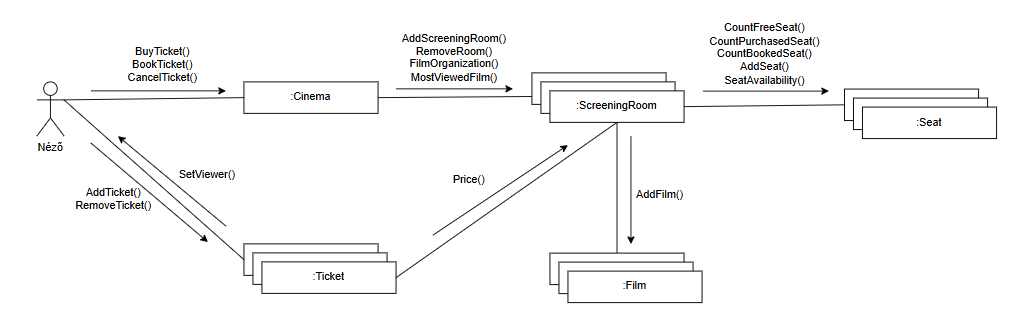 BuyTicket()
BookTicket()
CancelTicket()
:Cinema
AddScreeningRoom()
RemoveRoom()
FilmOrganization()
MostViewedFilm()
:ScreeningRoom
CountFreeSeat()
CountPurchasedSeat()
CountBookedSeat()
AddSeat()
SeatAvailability()
:Seat
Néző
SetViewer()
AddTicket()
RemoveTicket()
Price()
AddFilm()
:Ticket
:Film